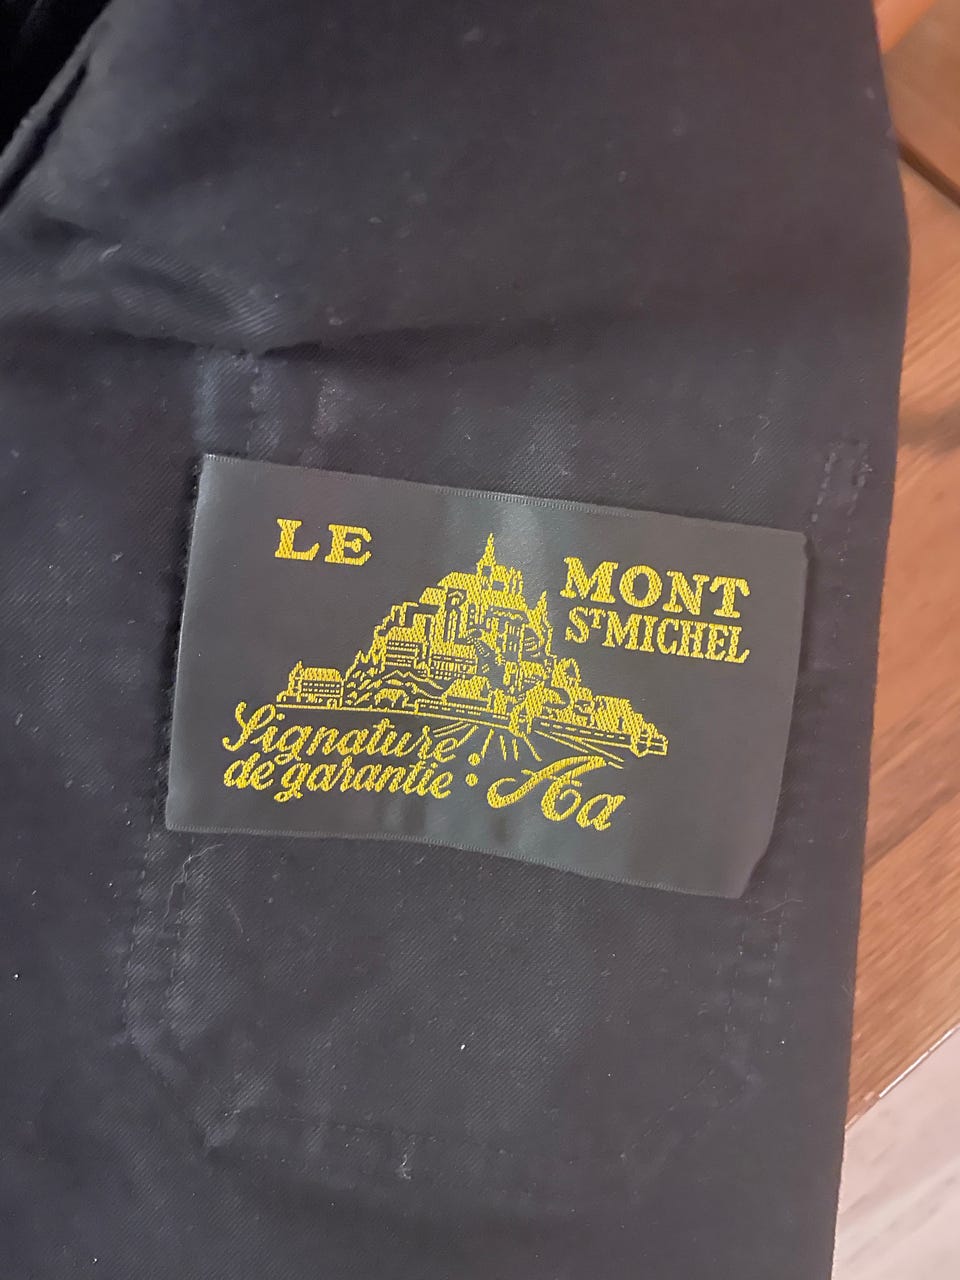 LE MONT
STMICHEL
Signature
de garantie : Aa